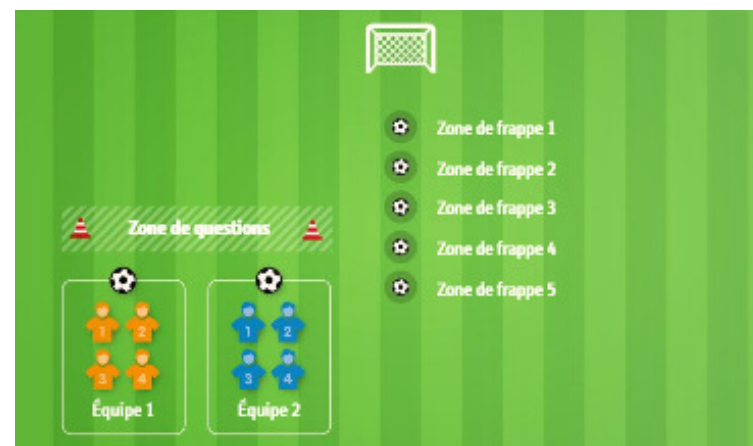 Zone de frappe 1
Zone de frappe 2
Zone de frappe 3
Zone de frappe 4
Zone de frappe 5
Zone de questions
1 2
3 4
Équipe 1
1 2
3 4
Équipe 2